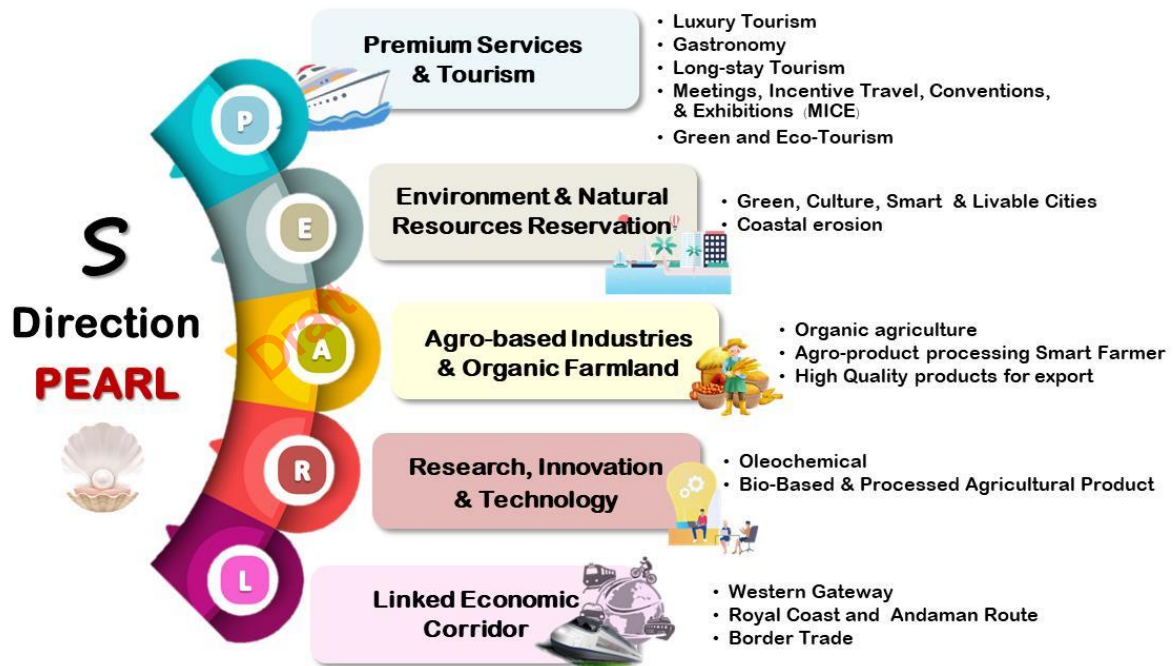 S
Direction
PEARL
Draft
P
Premium Services
& Tourism
• Luxury Tourism
• Gastronomy
• Long-stay Tourism
• Meetings, Incentive Travel, Conventions,
& Exhibitions (MICE)
• Green and Eco-Tourism
E
Environment & Natural
Resources Reservation
• Green, Culture, Smart & Livable Cities
• Coastal erosion
A
Agro-based Industries
& Organic Farmland
• Organic agriculture
• Agro-product processing Smart Farmer
• High Quality products for export
R
Research, Innovation
& Technology
• Oleochemical
• Bio-Based & Processed Agricultural Product
L
Linked Economic
Corridor
• Western Gateway
• Royal Coast and Andaman Route
• Border Trade